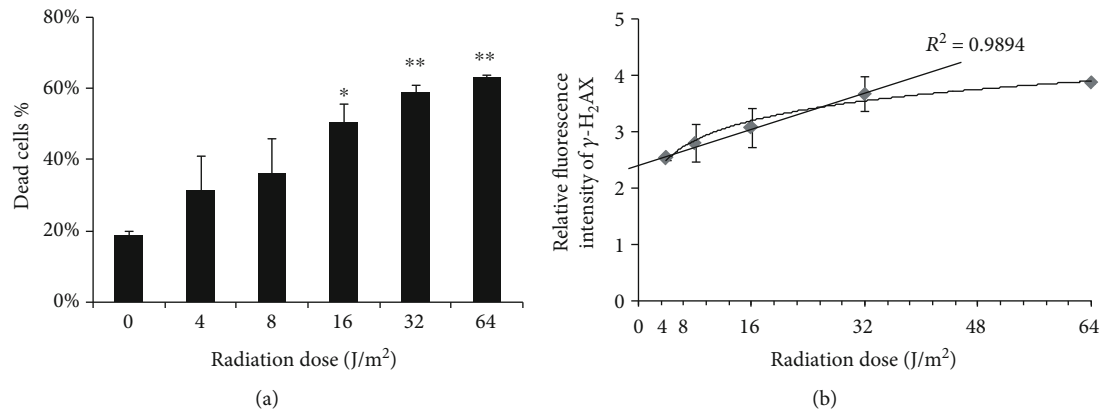 80%
60%
40%
20%
0%
Dead cells %
*
**
**
0 4 8 16 32 64
Radiation dose (J/m²)
(a)
5
4
3
2
1
0
Relative fluorescence
intensity of γ-H₂AX
R² = 0.9894
0 4 8 16 32 48 64
Radiation dose (J/m²)
(b)